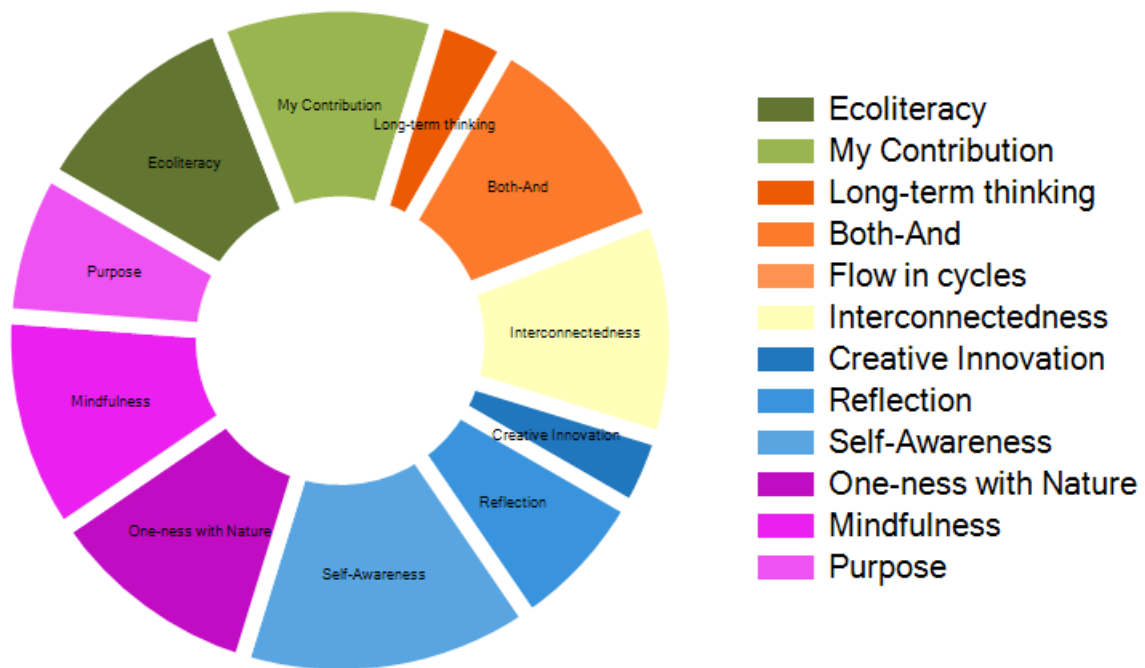 My Contribution
Long-term thinking
Ecoliteracy
Both-And
Purpose
Interconnectedness
Mindfulness
Creative Innovation
Reflection
One-ness with Nature
Self-Awareness
Ecoliteracy
My Contribution
Long-term thinking
Both-And
Flow in cycles
Interconnectedness
Creative Innovation
Reflection
Self-Awareness
One-ness with Nature
Mindfulness
Purpose